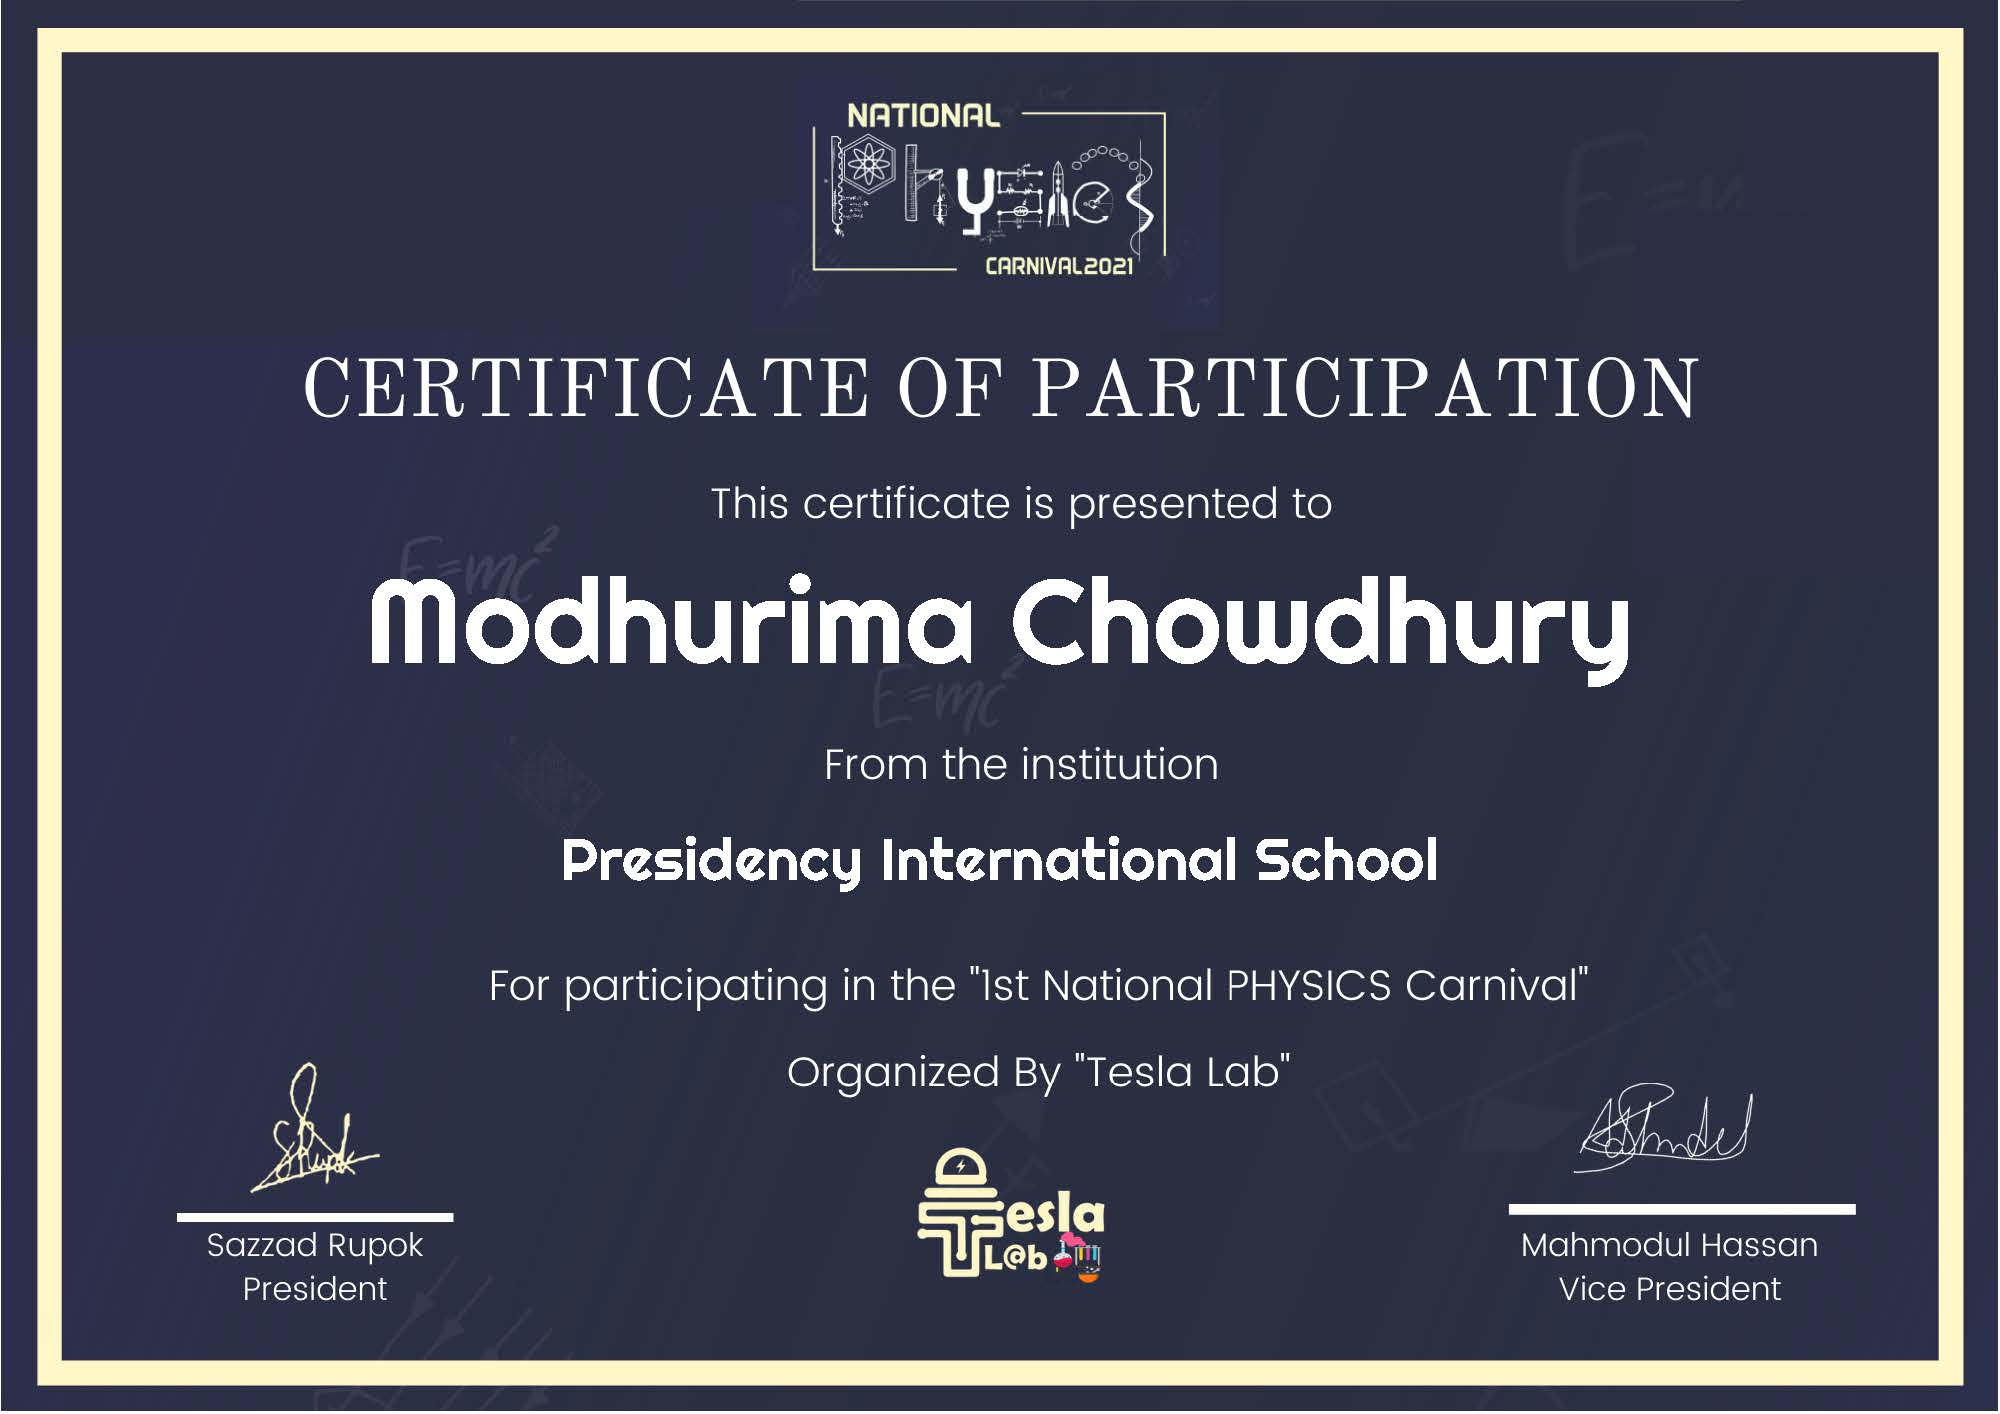 NATIONAL
Physics
CARNIVAL2021
CERTIFICATE OF PARTICIPATION
This certificate is presented to
E=mc²
Modhurima Chowdhury
E=mc²
From the institution
Presidency International School
For participating in the "1st National PHYSICS Carnival"
Organized By "Tesla Lab"
Tesla
L@b
Sazzad Rupok
President
Mahmodul Hassan
Vice President